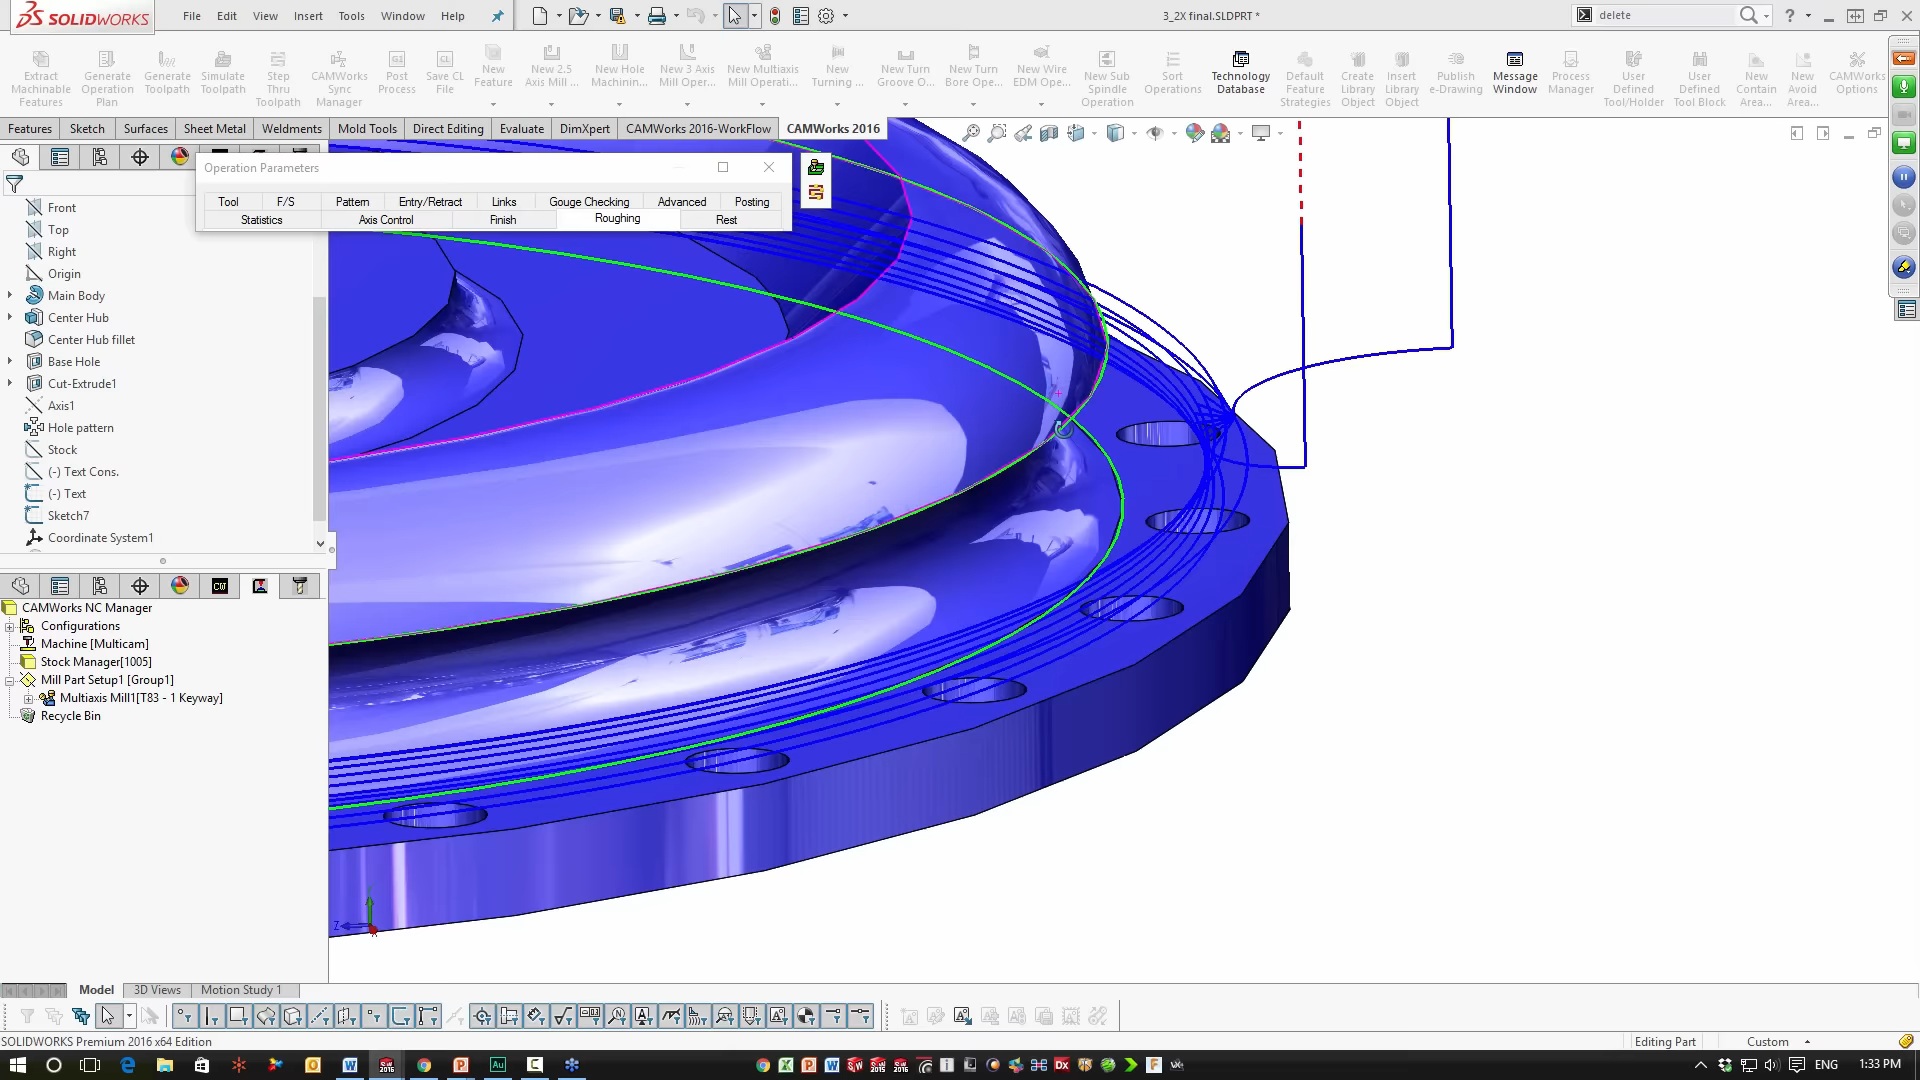 SOLIDWORKS
File Edit View Insert Tools Window Help
3_2X final.SLDPRT *
delete
Extract Machinable Features
Generate Operation Plan
Generate Toolpath
Simulate Toolpath
Step Thru Toolpath
CAMWorks Sync Manager
Post Process
Save CL File
New Feature
New 2.5 Axis Mill ...
New Hole Machinin...
New 3 Axis Mill Oper...
New Multiaxis Mill Operati...
New Turning ...
New Turn Groove O...
New Turn Bore Ope...
New Wire EDM Ope...
New Sub Spindle Operation
Sort Operations
Technology Database
Default Feature Strategies
Create Library Object
Insert Library Object
Publish e-Drawing
Message Window
Process Manager
User Defined Tool/Holder
User Defined Tool Block
New Contain Area...
New Avoid Area...
CAMWorks Options
Features Sketch Surfaces Sheet Metal Weldments Mold Tools Direct Editing Evaluate DimXpert CAMWorks 2016-WorkFlow CAMWorks 2016
Operation Parameters
Tool F/S Pattern Entry/Retract Links Gouge Checking Advanced Posting
Statistics Axis Control Finish Roughing Rest
Front
Top
Right
Origin
Main Body
Center Hub
Center Hub fillet
Base Hole
Cut-Extrude1
Axis1
Hole pattern
Stock
(-) Text Cons.
(-) Text
Sketch7
Coordinate System1
CAMWorks NC Manager
Configurations
Machine [Multicam]
Stock Manager[1005]
Mill Part Setup1 [Group1]
Multiaxis Mill1[T83 - 1 Keyway]
Recycle Bin
Z
Model 3D Views Motion Study 1
SOLIDWORKS Premium 2016 x64 Edition
Editing Part Custom
ENG 1:33 PM